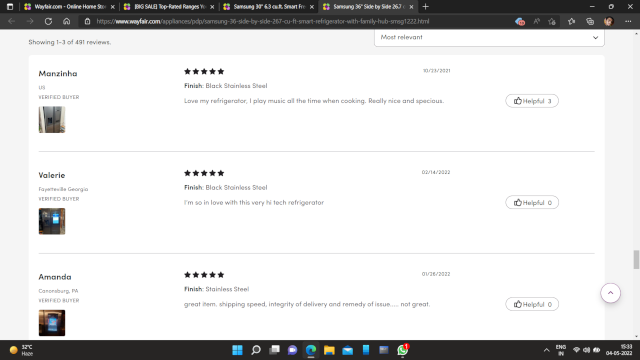 Wayfair.com - Online Home Stor
[BIG SALE] Top-Rated Ranges Yo
Samsung 30" 6.3 cu.ft. Smart Fre
Samsung 36" Side by Side 26.7 c
https://www.wayfair.com/appliances/pdp/samsung-36-side-by-side-267-cu-ft-smart-refrigerator-with-family-hub-smsg1222.html
Showing 1-3 of 491 reviews.
Most relevant
Manzinha
10/23/2021
US
Finish: Black Stainless Steel
VERIFIED BUYER
Love my refrigerator, I play music all the time when cooking. Really nice and specious.
Helpful 3
Valerie
02/14/2022
Fayetteville Georgia
Finish: Black Stainless Steel
VERIFIED BUYER
I'm so in love with this very hi tech refrigerator
Helpful 0
Amanda
01/26/2022
Canonsburg, PA
Finish: Stainless Steel
VERIFIED BUYER
great item. shipping speed, integrity of delivery and remedy of issue..... not great.
Helpful 0
32°C
Haze
ENG
IN
15:33
04-05-2022